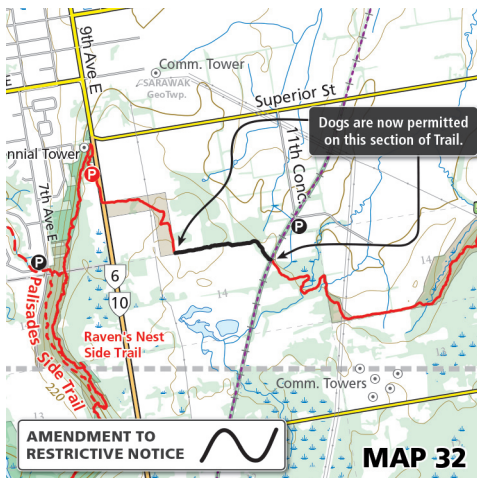 9th Ave E
Comm. Tower
SARAWAK
GeoTwp.
Superior St
Dogs are now permitted
on this section of Trail.
nnial Tower
11th Conc.
P
7th Ave E
P
P
14
6
10
14
Palisades Side Trail
Raven's Nest
Side Trail
220
Comm. Towers
13
13
AMENDMENT TO
RESTRICTIVE NOTICE
MAP 32